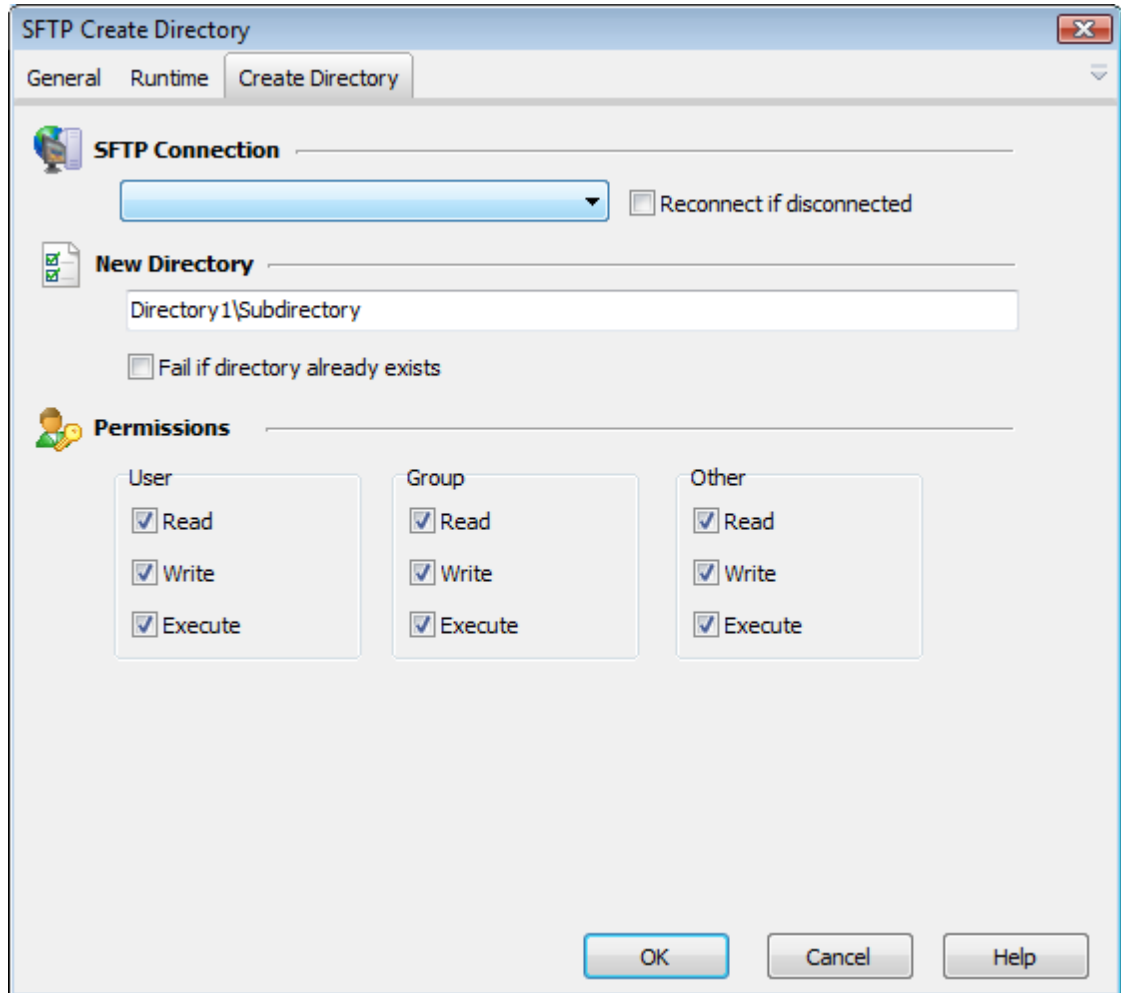 SFTP Create Directory
General Runtime Create Directory
SFTP Connection
Reconnect if disconnected
New Directory
Directory1\Subdirectory
Fail if directory already exists
Permissions
User Group Other
Read Read Read
Write Write Write
Execute Execute Execute
OK Cancel Help